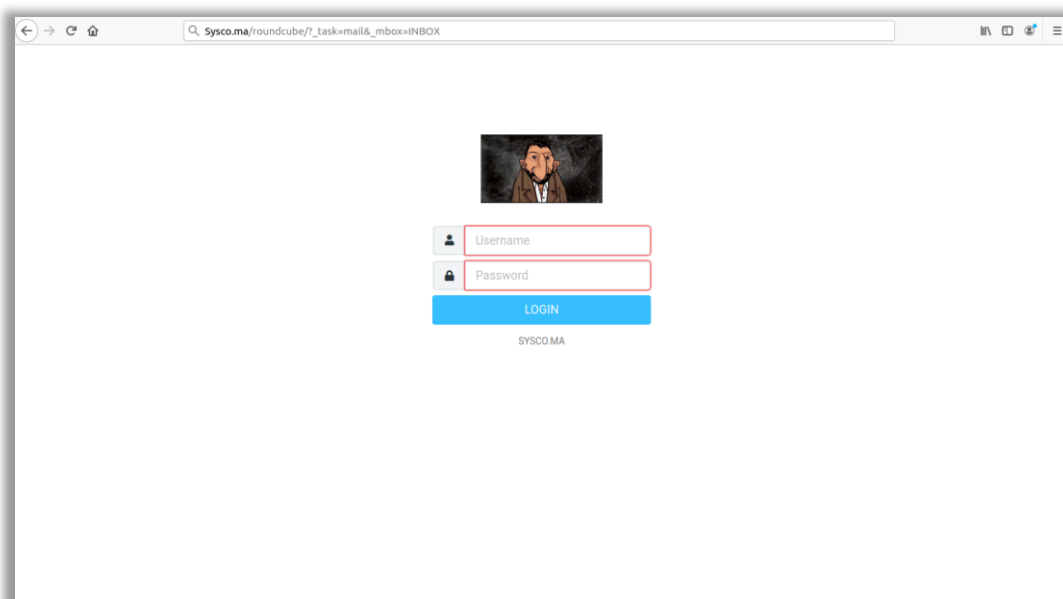 Sysco.ma/roundcube/?_task=mail&_mbox=INBOX
Username
Password
LOGIN
SYSCO.MA